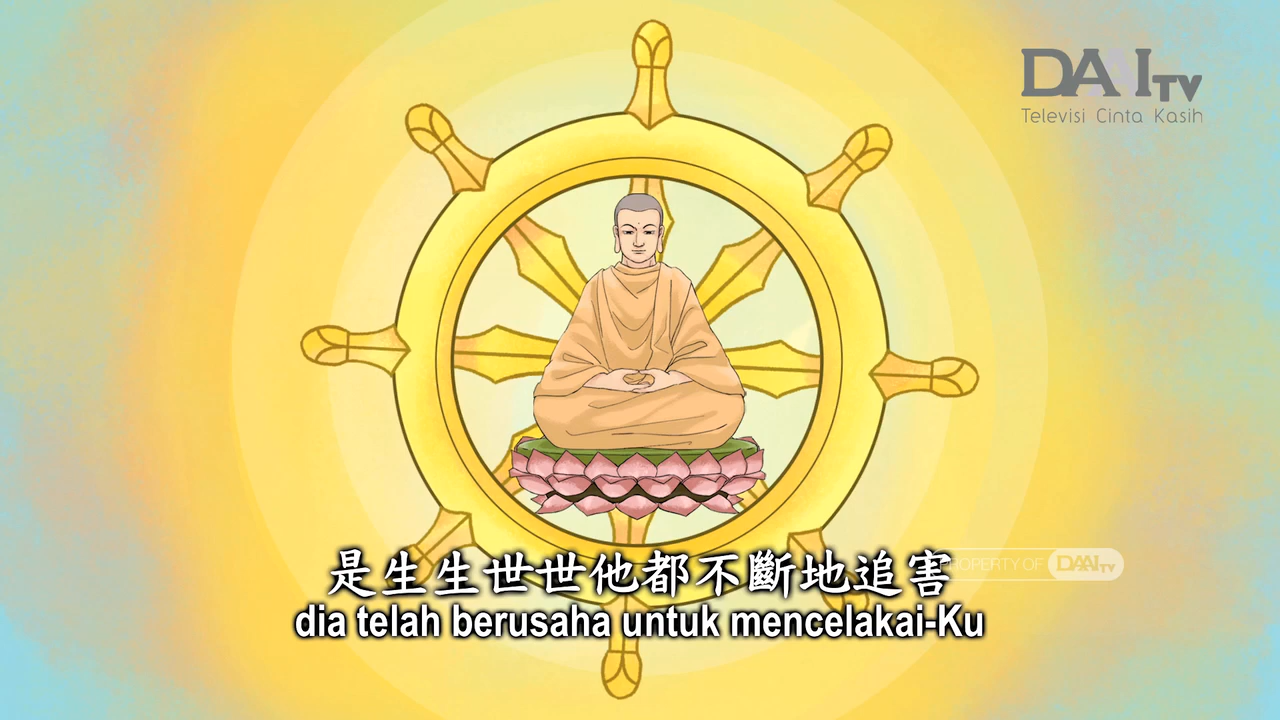 DAAI TV
Televisi Cinta Kasih
是生生世世他都不斷地追害
PROPERTY OF DAAI TV
dia telah berusaha untuk mencelakai-Ku